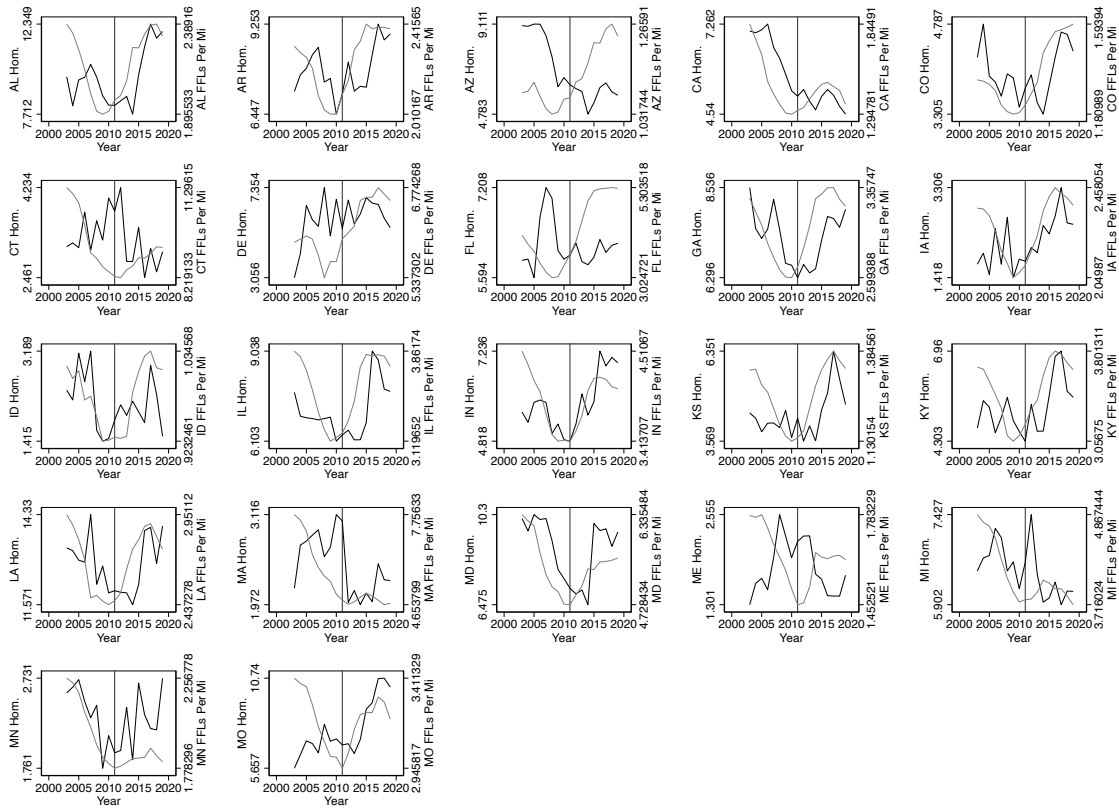 AL Hom.
7.712 12.349
1.895533 2.38916
AL FFLs Per Mi
2000 2005 2010 2015 2020
Year
AR Hom.
6.447 9.253
2.010167 2.41565
AR FFLs Per Mi
2000 2005 2010 2015 2020
Year
AZ Hom.
4.783 9.111
1.031744 1.26591
AZ FFLs Per Mi
2000 2005 2010 2015 2020
Year
CA Hom.
4.54 7.262
1.294781 1.84491
CA FFLs Per Mi
2000 2005 2010 2015 2020
Year
CO Hom.
3.305 4.787
1.180989 1.59394
CO FFLs Per Mi
2000 2005 2010 2015 2020
Year
CT Hom.
2.461 4.234
8.219133 11.29615
CT FFLs Per Mi
2000 2005 2010 2015 2020
Year
DE Hom.
3.056 7.354
5.337302 6.774268
DE FFLs Per Mi
2000 2005 2010 2015 2020
Year
FL Hom.
5.594 7.208
3.024721 5.303518
FL FFLs Per Mi
2000 2005 2010 2015 2020
Year
GA Hom.
6.296 8.536
2.599388 3.35747
GA FFLs Per Mi
2000 2005 2010 2015 2020
Year
IA Hom.
1.418 3.306
2.04987 2.458054
IA FFLs Per Mi
2000 2005 2010 2015 2020
Year
ID Hom.
1.415 3.189
.9232461 1.034568
ID FFLs Per Mi
2000 2005 2010 2015 2020
Year
IL Hom.
6.103 9.038
3.119652 3.86174
IL FFLs Per Mi
2000 2005 2010 2015 2020
Year
IN Hom.
4.818 7.236
3.413707 4.51067
IN FFLs Per Mi
2000 2005 2010 2015 2020
Year
KS Hom.
3.569 6.351
1.130154 1.384561
KS FFLs Per Mi
2000 2005 2010 2015 2020
Year
KY Hom.
4.303 6.96
3.05675 3.801311
KY FFLs Per Mi
2000 2005 2010 2015 2020
Year
LA Hom.
11.571 14.33
2.437278 2.95112
LA FFLs Per Mi
2000 2005 2010 2015 2020
Year
MA Hom.
1.972 3.116
4.653799 7.75633
MA FFLs Per Mi
2000 2005 2010 2015 2020
Year
MD Hom.
6.475 10.3
4.728434 6.335484
MD FFLs Per Mi
2000 2005 2010 2015 2020
Year
ME Hom.
1.301 2.555
1.452521 1.783229
ME FFLs Per Mi
2000 2005 2010 2015 2020
Year
MI Hom.
5.902 7.427
3.716024 4.867444
MI FFLs Per Mi
2000 2005 2010 2015 2020
Year
MN Hom.
1.761 2.731
1.778296 2.256778
MN FFLs Per Mi
2000 2005 2010 2015 2020
Year
MO Hom.
5.657 10.74
2.945817 3.411329
MO FFLs Per Mi
2000 2005 2010 2015 2020
Year